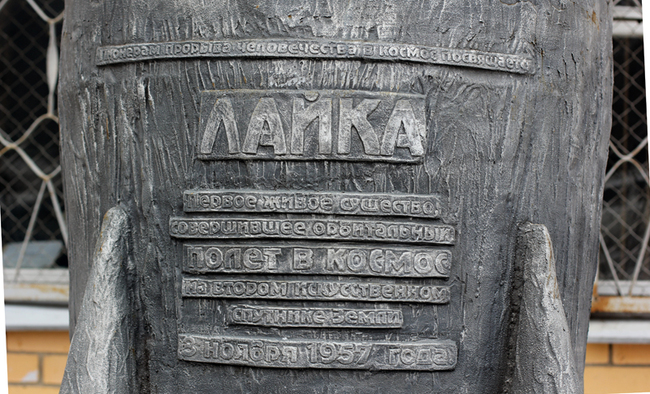 Пионерам прорыва человечества в космос посвящается
ЛАЙКА
Первое живое существо,
совершившее орбитальный
полет в космос
на втором искусственном
спутнике Земли
3 ноября 1957 года